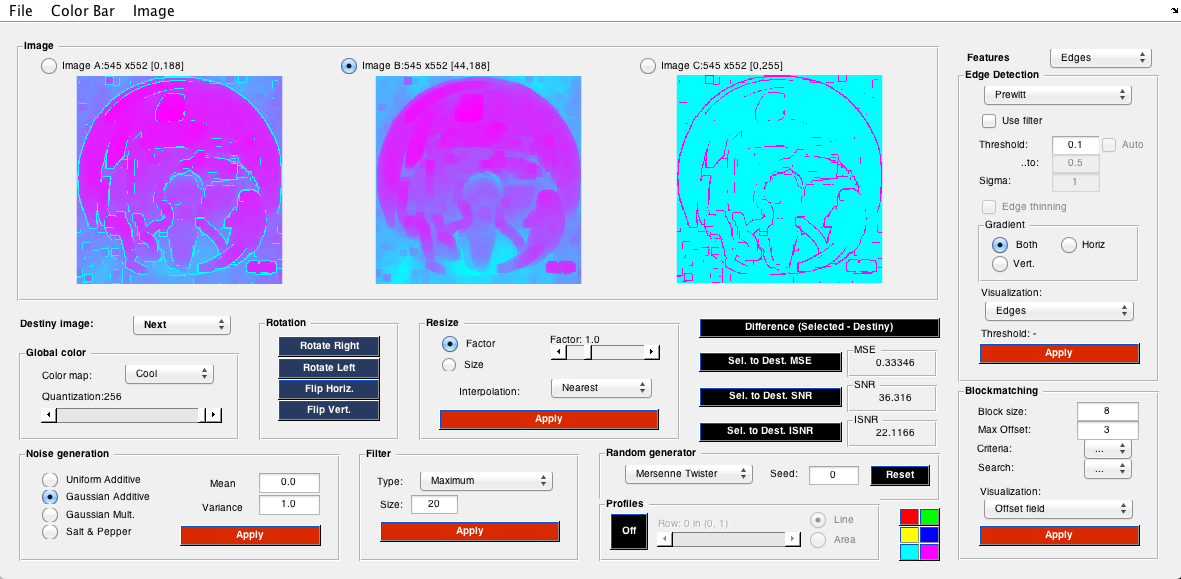 File Color Bar Image
Image
Image A:545 x552 [0,188]
Image B:545 x552 [44,188]
Image C:545 x552 [0,255]
Features Edges
Edge Detection
Prewitt
Use filter
Threshold: 0.1 Auto
..to: 0.5
Sigma: 1
Edge thinning
Gradient
Both Horiz
Vert.
Visualization:
Edges
Threshold: -
Apply
Destiny image: Next
Global color
Color map: Cool
Quantization:256
Rotation
Rotate Right
Rotate Left
Flip Horiz.
Flip Vert.
Resize
Factor
Size
Factor: 1.0
Interpolation: Nearest
Apply
Difference (Selected - Destiny)
Sel. to Dest. MSE
MSE
0.33346
Sel. to Dest. SNR
SNR
36.316
Sel. to Dest. ISNR
ISNR
22.1166
Blockmatching
Block size: 8
Max Offset: 3
Criteria: ...
Search: ...
Visualization:
Offset field
Apply
Noise generation
Uniform Additive
Gaussian Additive
Gaussian Mult.
Salt & Pepper
Mean 0.0
Variance 1.0
Apply
Filter
Type: Maximum
Size: 20
Apply
Random generator
Mersenne Twister Seed: 0 Reset
Profiles
Off
Row: 0 in (0, 1)
Line
Area